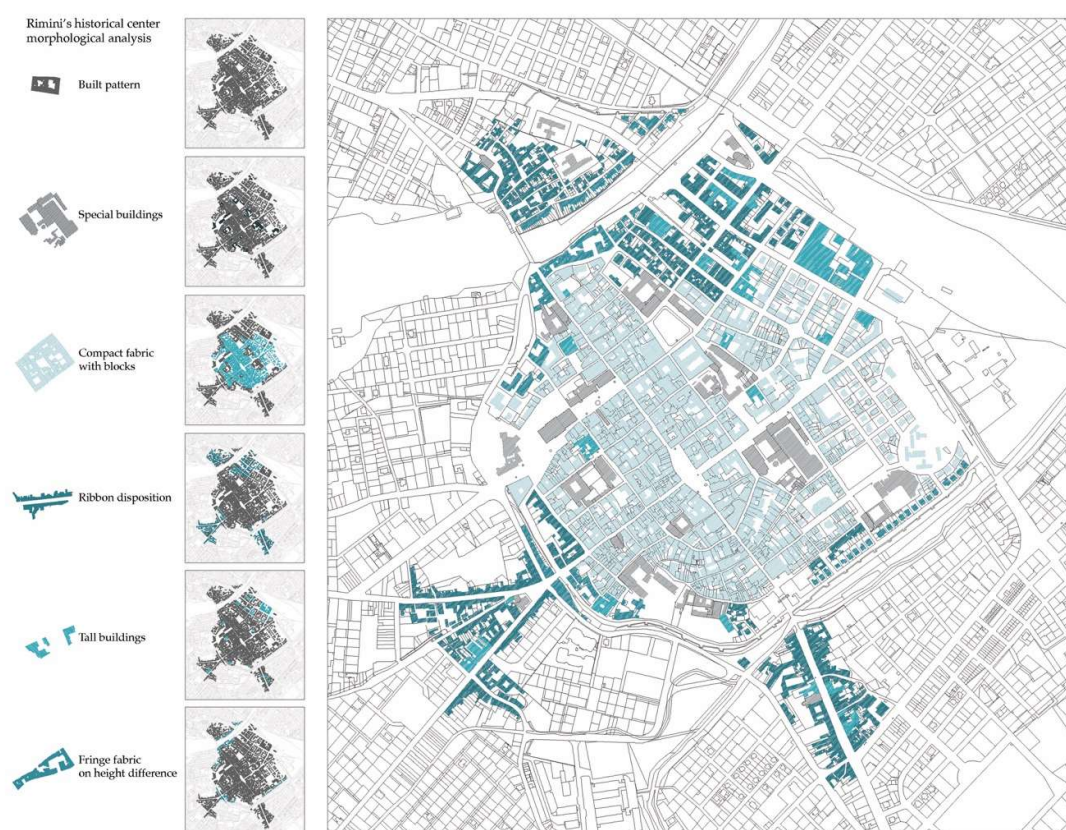 Rimini's historical center
morphological analysis
Built pattern
Special buildings
Compact fabric
with blocks
Ribbon disposition
Tall buildings
Fringe fabric
on height difference